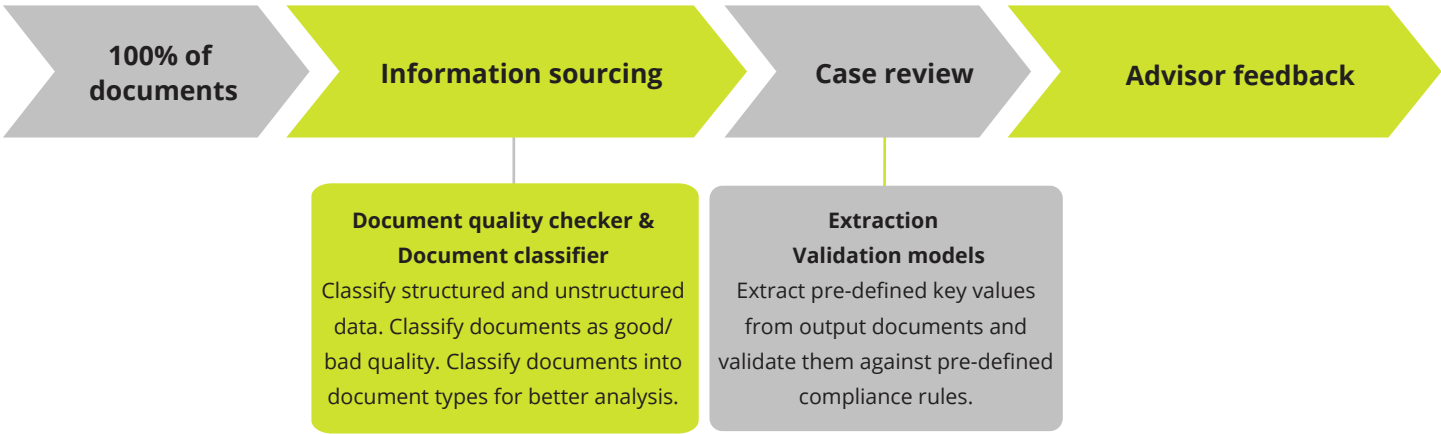 100% of
documents
Information sourcing
Case review
Advisor feedback
Document quality checker &
Document classifier
Classify structured and unstructured
data. Classify documents as good/
bad quality. Classify documents into
document types for better analysis.
Extraction
Validation models
Extract pre-defined key values
from output documents and
validate them against pre-defined
compliance rules.